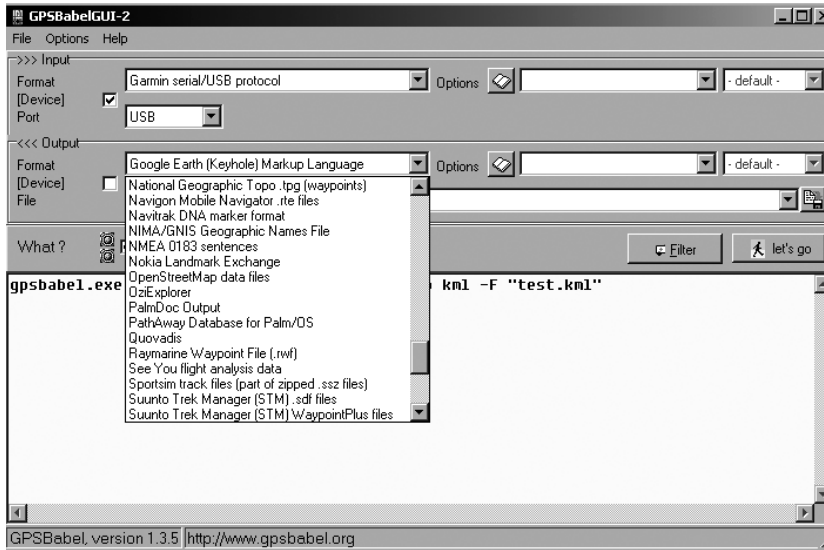 GPSBabelGUI-2
File Options Help
>>> Input
Format Garmin serial/USB protocol Options - default -
[Device]
Port USB
<<< Output
Format Google Earth (Keyhole) Markup Language Options - default -
[Device]
File
National Geographic Topo .tpg (waypoints)
Navigon Mobile Navigator .rte files
Navitrak DNA marker format
NIMA/GNIS Geographic Names File
NMEA 0183 sentences
Nokia Landmark Exchange
OpenStreetMap data files
OziExplorer
PalmDoc Output
PathAway Database for Palm/OS
Quovadis
Raymarine Waypoint File (.rwf)
See You flight analysis data
Sportsim track files (part of zipped .ssz files)
Suunto Trek Manager (STM) .sdf files
Suunto Trek Manager (STM) WaypointPlus files
What ? Filter let's go
gpsbabel.exe kml -F "test.kml"
GPSBabel, version 1.3.5 http://www.gpsbabel.org